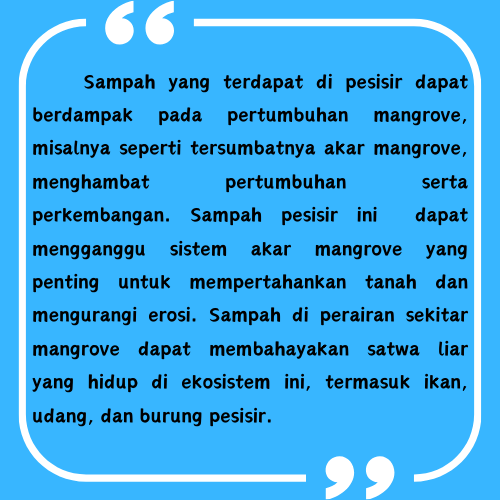 Sampah yang terdapat di pesisir dapat
berdampak pada pertumbuhan mangrove,
misalnya seperti tersumbatnya akar mangrove,
menghambat pertumbuhan serta
perkembangan. Sampah pesisir ini dapat
mengganggu sistem akar mangrove yang
penting untuk mempertahankan tanah dan
mengurangi erosi. Sampah di perairan sekitar
mangrove dapat membahayakan satwa liar
yang hidup di ekosistem ini, termasuk ikan,
udang, dan burung pesisir.